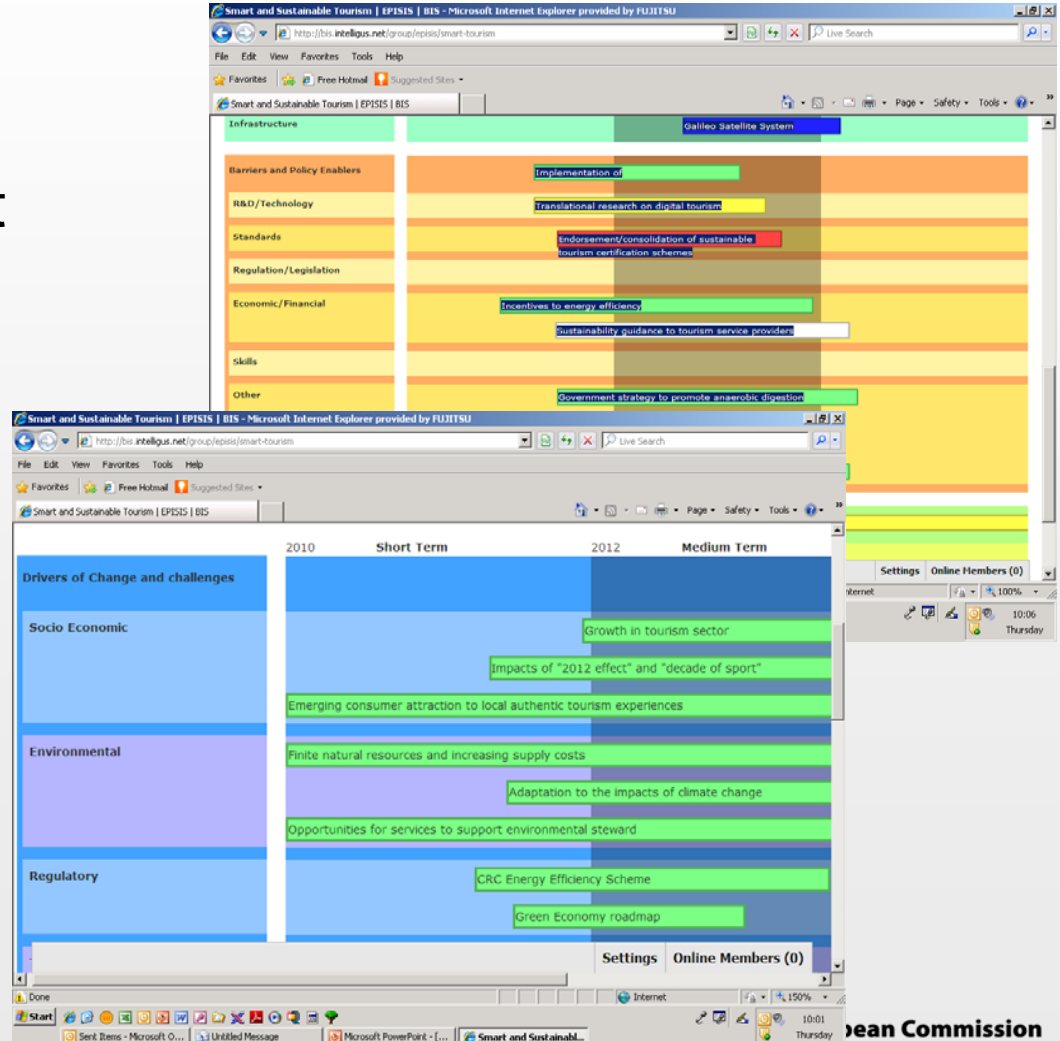 Smart and Sustainable Tourism | EPISIS | BIS - Microsoft Internet Explorer provided by FUJITSU
http://bis.inteligus.net/group/episis/smart-tourism
Live Search
File Edit View Favorites Tools Help
Favorites Free Hotmail Suggested Sites
Smart and Sustainable Tourism | EPISIS | BIS
Page Safety Tools
Infrastructure
Galileo Satellite System
Barriers and Policy Enablers
Implementation of
R&D/Technology
Translational research on digital tourism
Standards
Endorsement/consolidation of sustainable
tourism certification schemes
Regulation/Legislation
Economic/Financial
Incentives to energy efficiency
Sustainability guidance to tourism service providers
Skills
Other
Government strategy to promote anaerobic digestion
Settings Online Members (0)
100%
10:06
Thursday
Smart and Sustainable Tourism | EPISIS | BIS - Microsoft Internet Explorer provided by FUJITSU
http://bis.inteligus.net/group/episis/smart-tourism
Live Search
File Edit View Favorites Tools Help
Favorites Free Hotmail Suggested Sites
Smart and Sustainable Tourism | EPISIS | BIS
Page Safety Tools
2010 Short Term 2012 Medium Term
Drivers of Change and challenges
Socio Economic
Growth in tourism sector
Impacts of "2012 effect" and "decade of sport"
Emerging consumer attraction to local authentic tourism experiences
Environmental
Finite natural resources and increasing supply costs
Adaptation to the impacts of climate change
Opportunities for services to support environmental steward
Regulatory
CRC Energy Efficiency Scheme
Green Economy roadmap
Settings Online Members (0)
Done Internet 150%
Start 10:01
Sent Items - Microsoft O... Untitled Message Microsoft PowerPoint - [... Smart and Sustainabl... Thursday
pean Commission